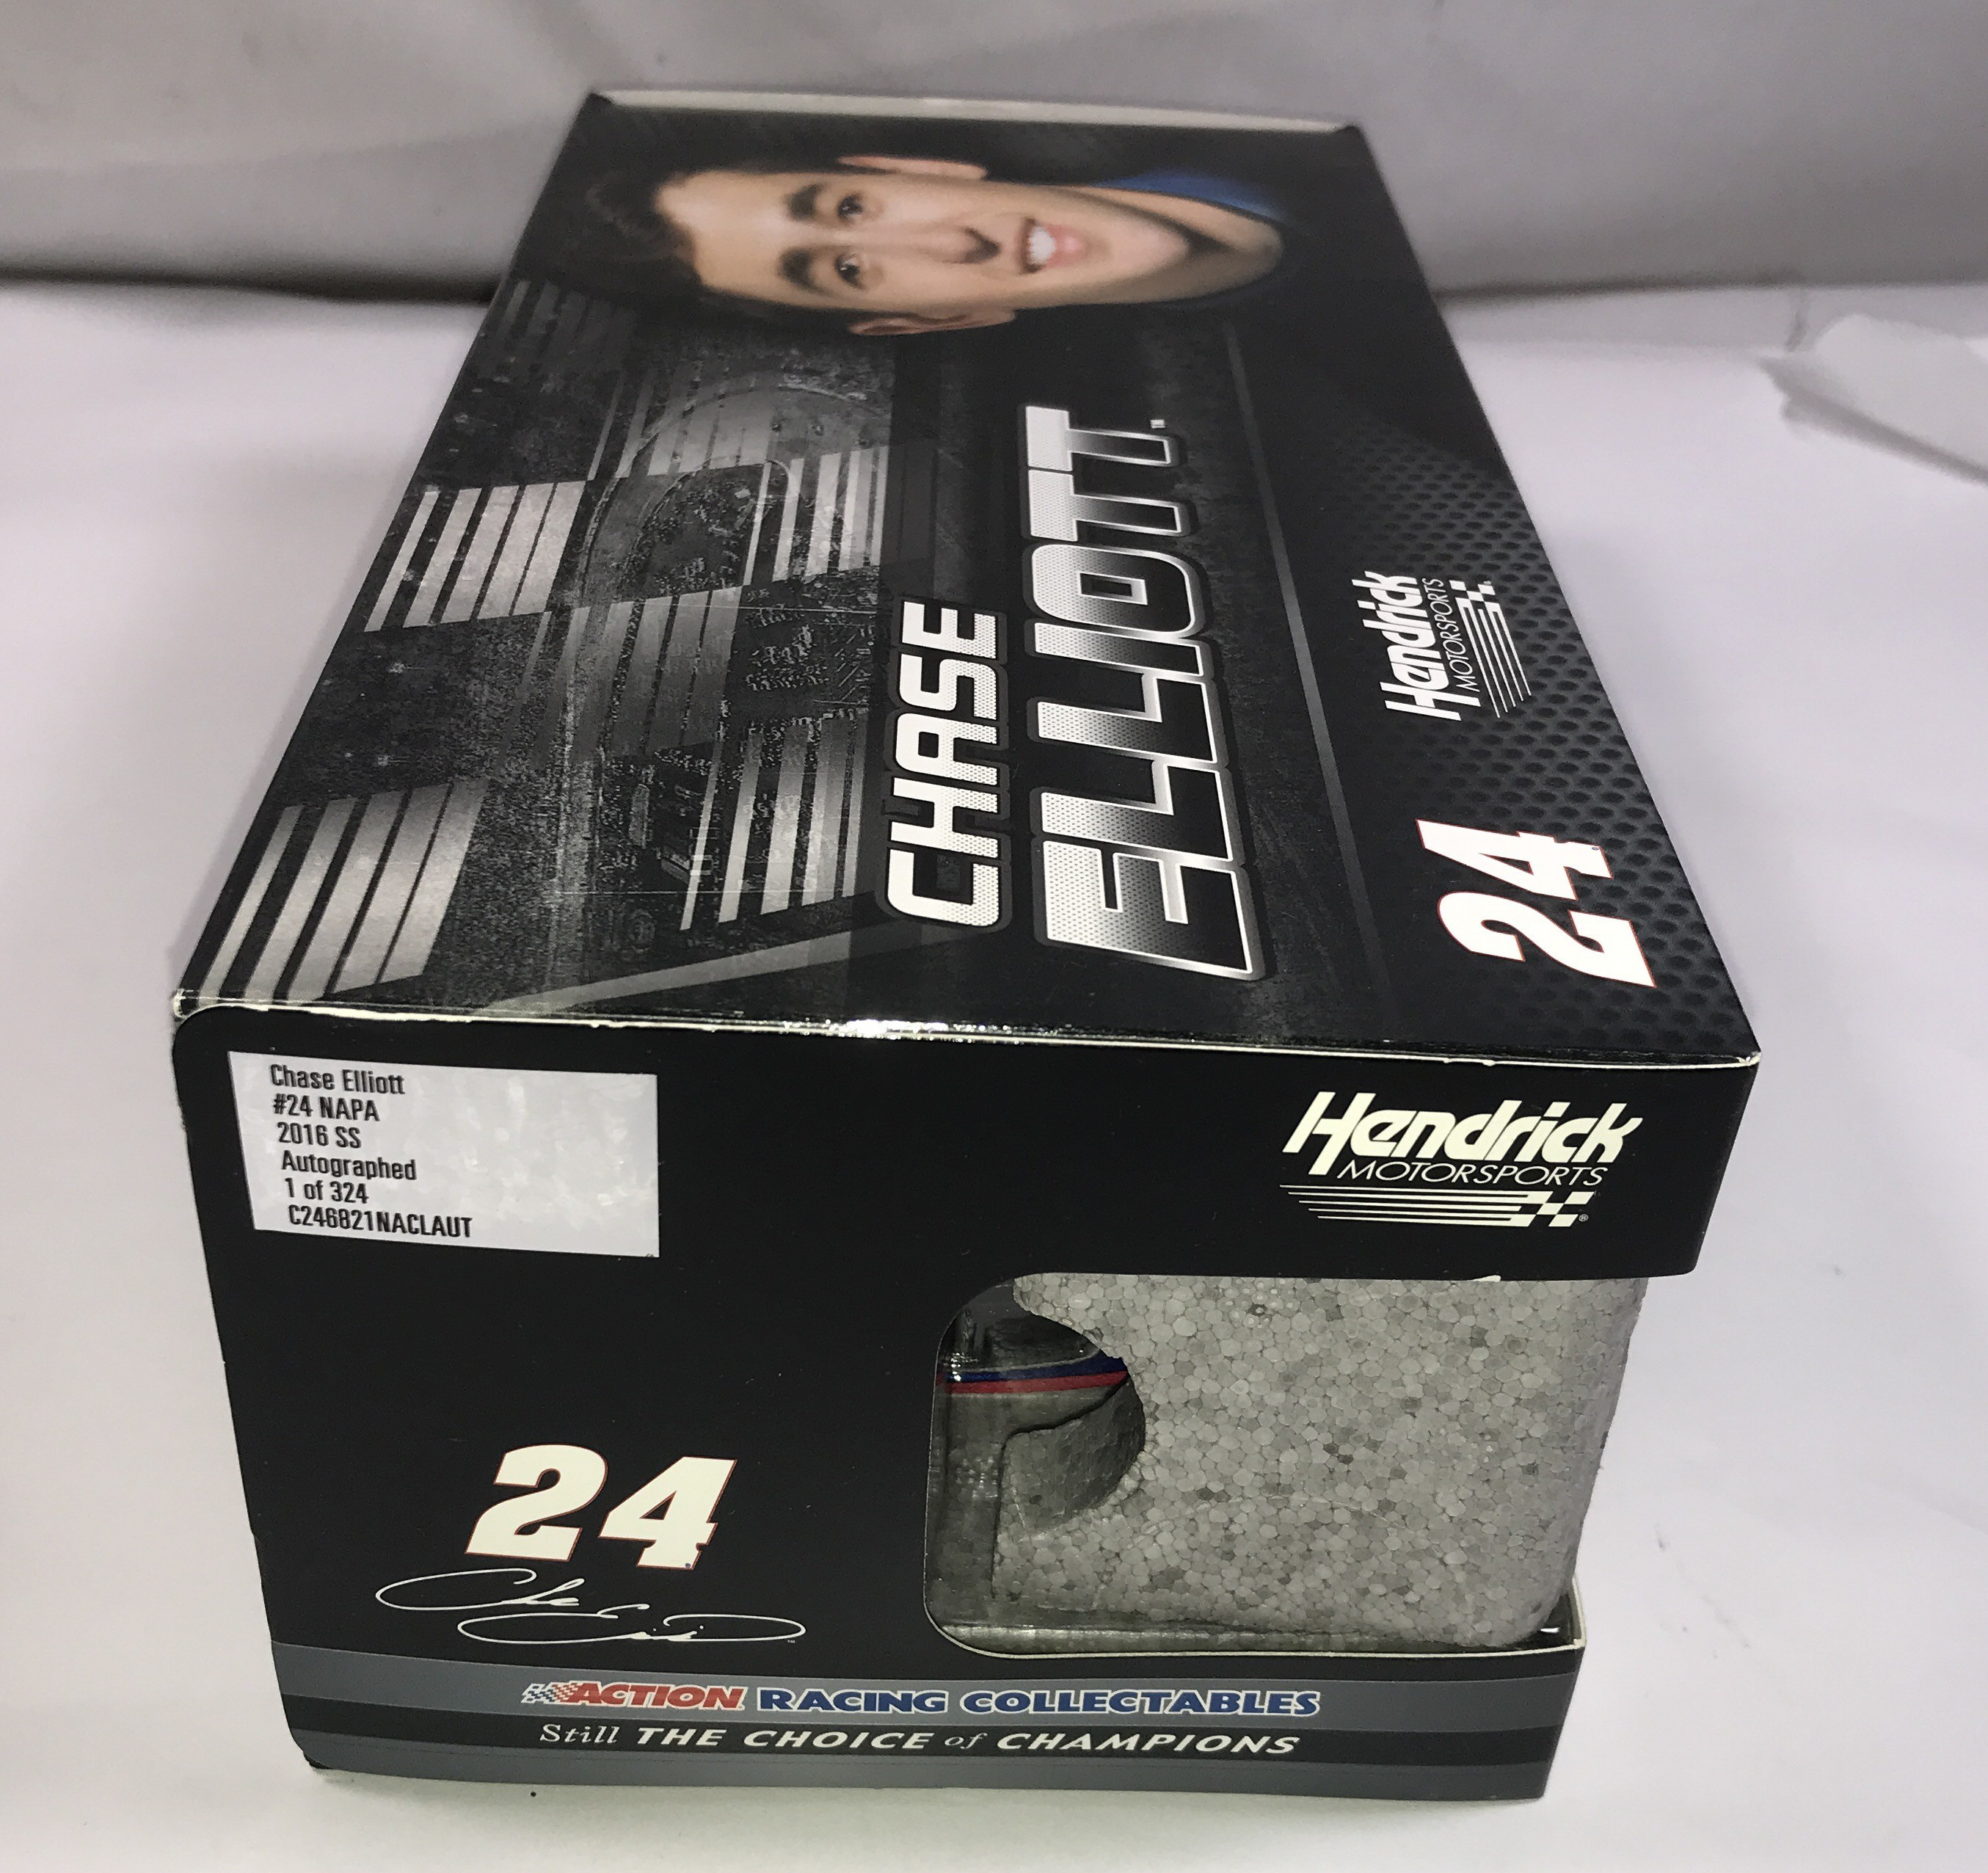 CHASE
ELLIOTT
Hendrick
MOTORSPORTS
24
Chase Elliott
#24 NAPA
2016 SS
Autographed
1 of 324
C246821NACLAUT
Hendrick
MOTORSPORTS
24
ACTION RACING COLLECTABLES
Still THE CHOICE of CHAMPIONS